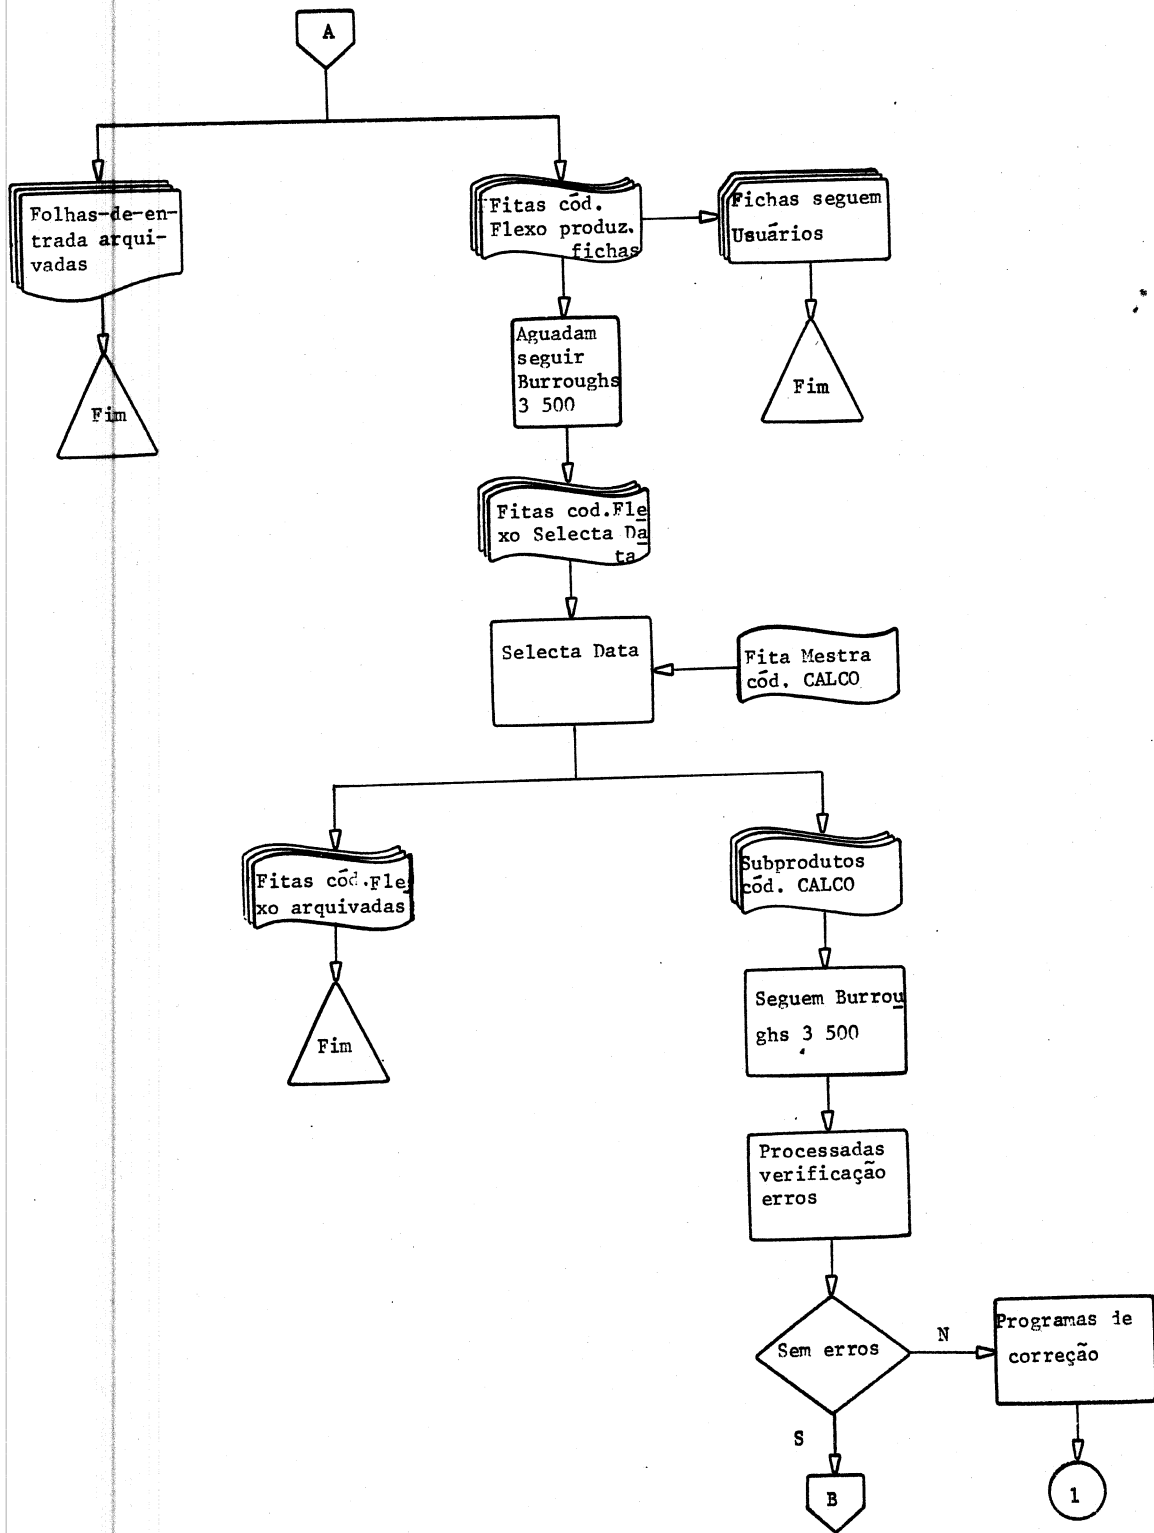 A
Folhas-de-en-
trada arqui-
vadas
Fim
Fitas cód.
Flexo produz.
fichas
Fichas seguem
Usuários
Fim
Aguadam
seguir
Burroughs
3 500
Fitas cod.Fle
xo Selecta Da
ta
Selecta Data
Fita Mestra
cód. CALCO
Fitas cód.Fle
xo arquivadas
Fim
Subprodutos
cód. CALCO
Seguem Burrou
ghs 3 500
Processadas
verificação
erros
Sem erros
N
Programas de
correção
S
B
1